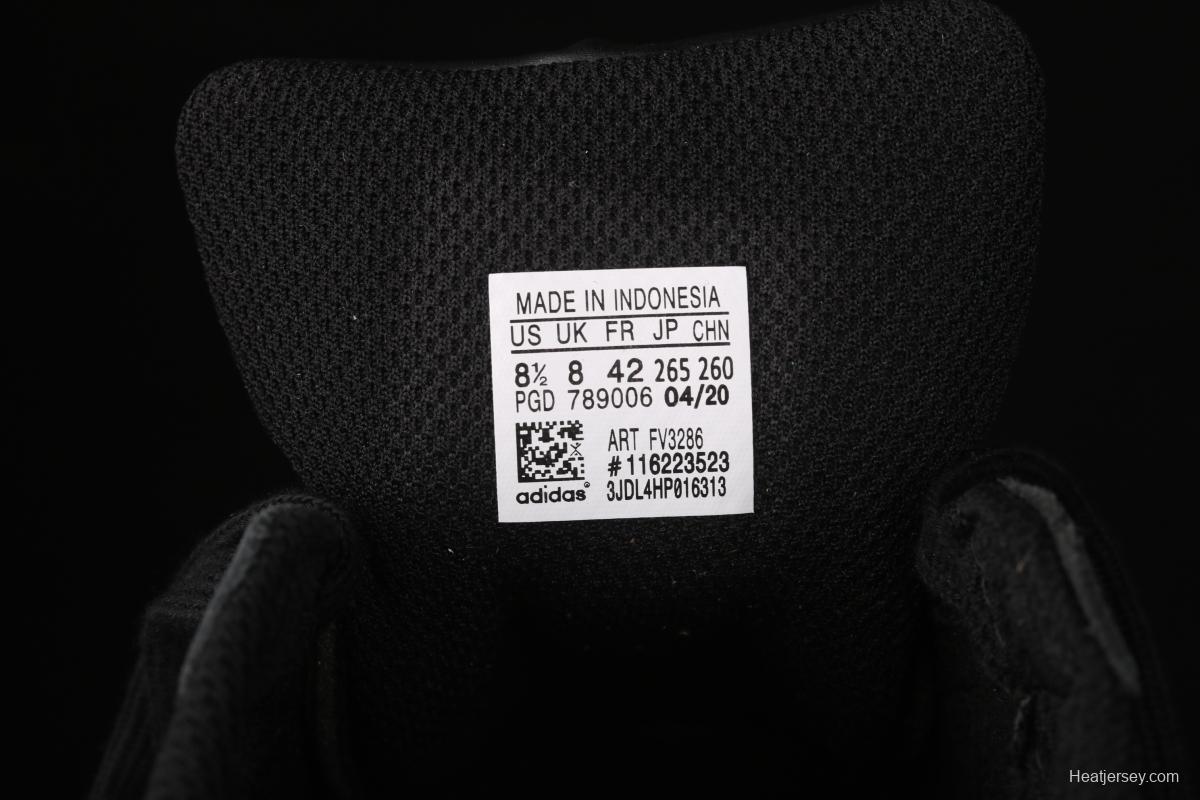 MADE IN INDONESIA
US UK FR JP CHN
8½ 8 42 265 260
PGD 789006 04/20
ART FV3286
#116223523
adidas® 3JDL4HP016313
Heatjersey.com